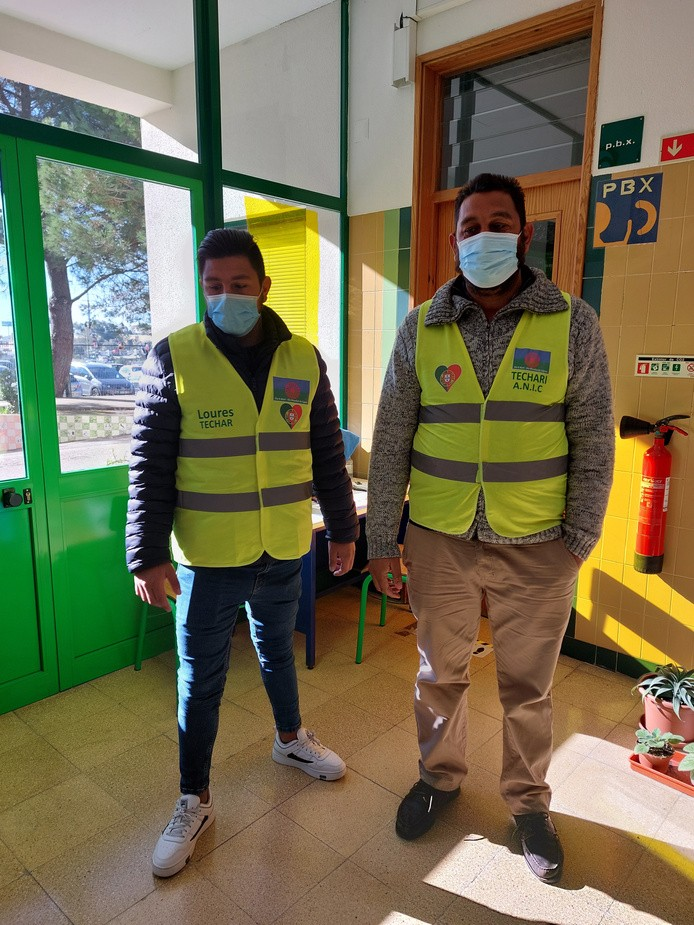 p.b.x.
PBX
Loures
TECHAR
TECHARI
A.N.I.C